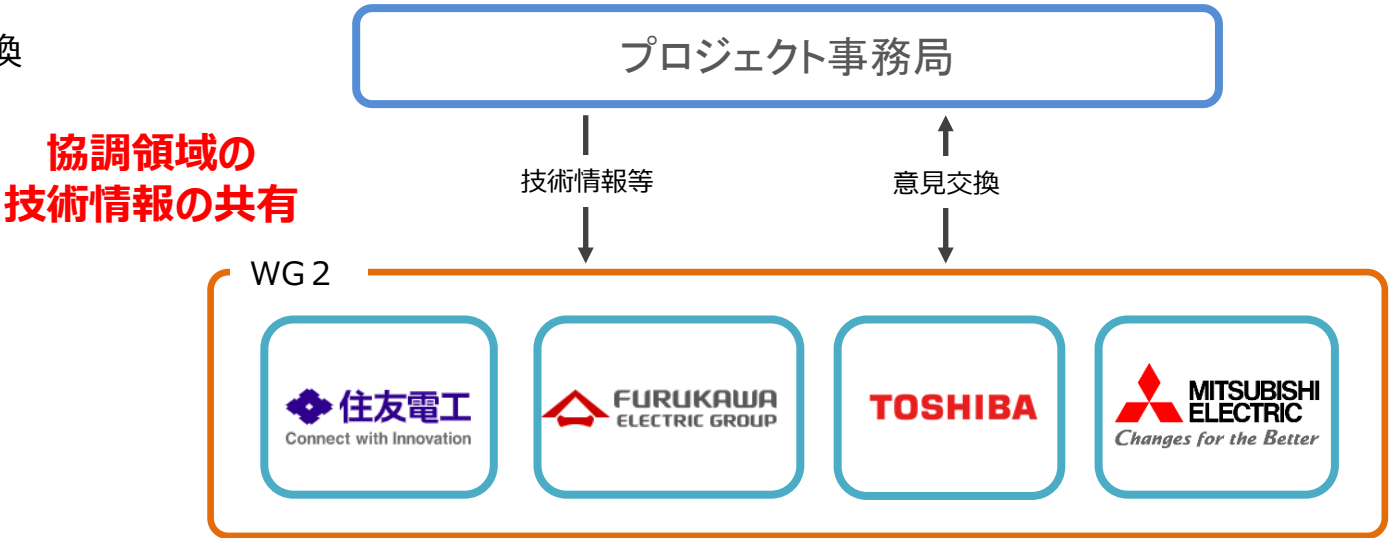 換
プロジェクト事務局
協調領域の
技術情報の共有
技術情報等
意見交換
WG2
住友電工
Connect with Innovation
FURUKAWA
ELECTRIC GROUP
TOSHIBA
MITSUBISHI
ELECTRIC
Changes for the Better